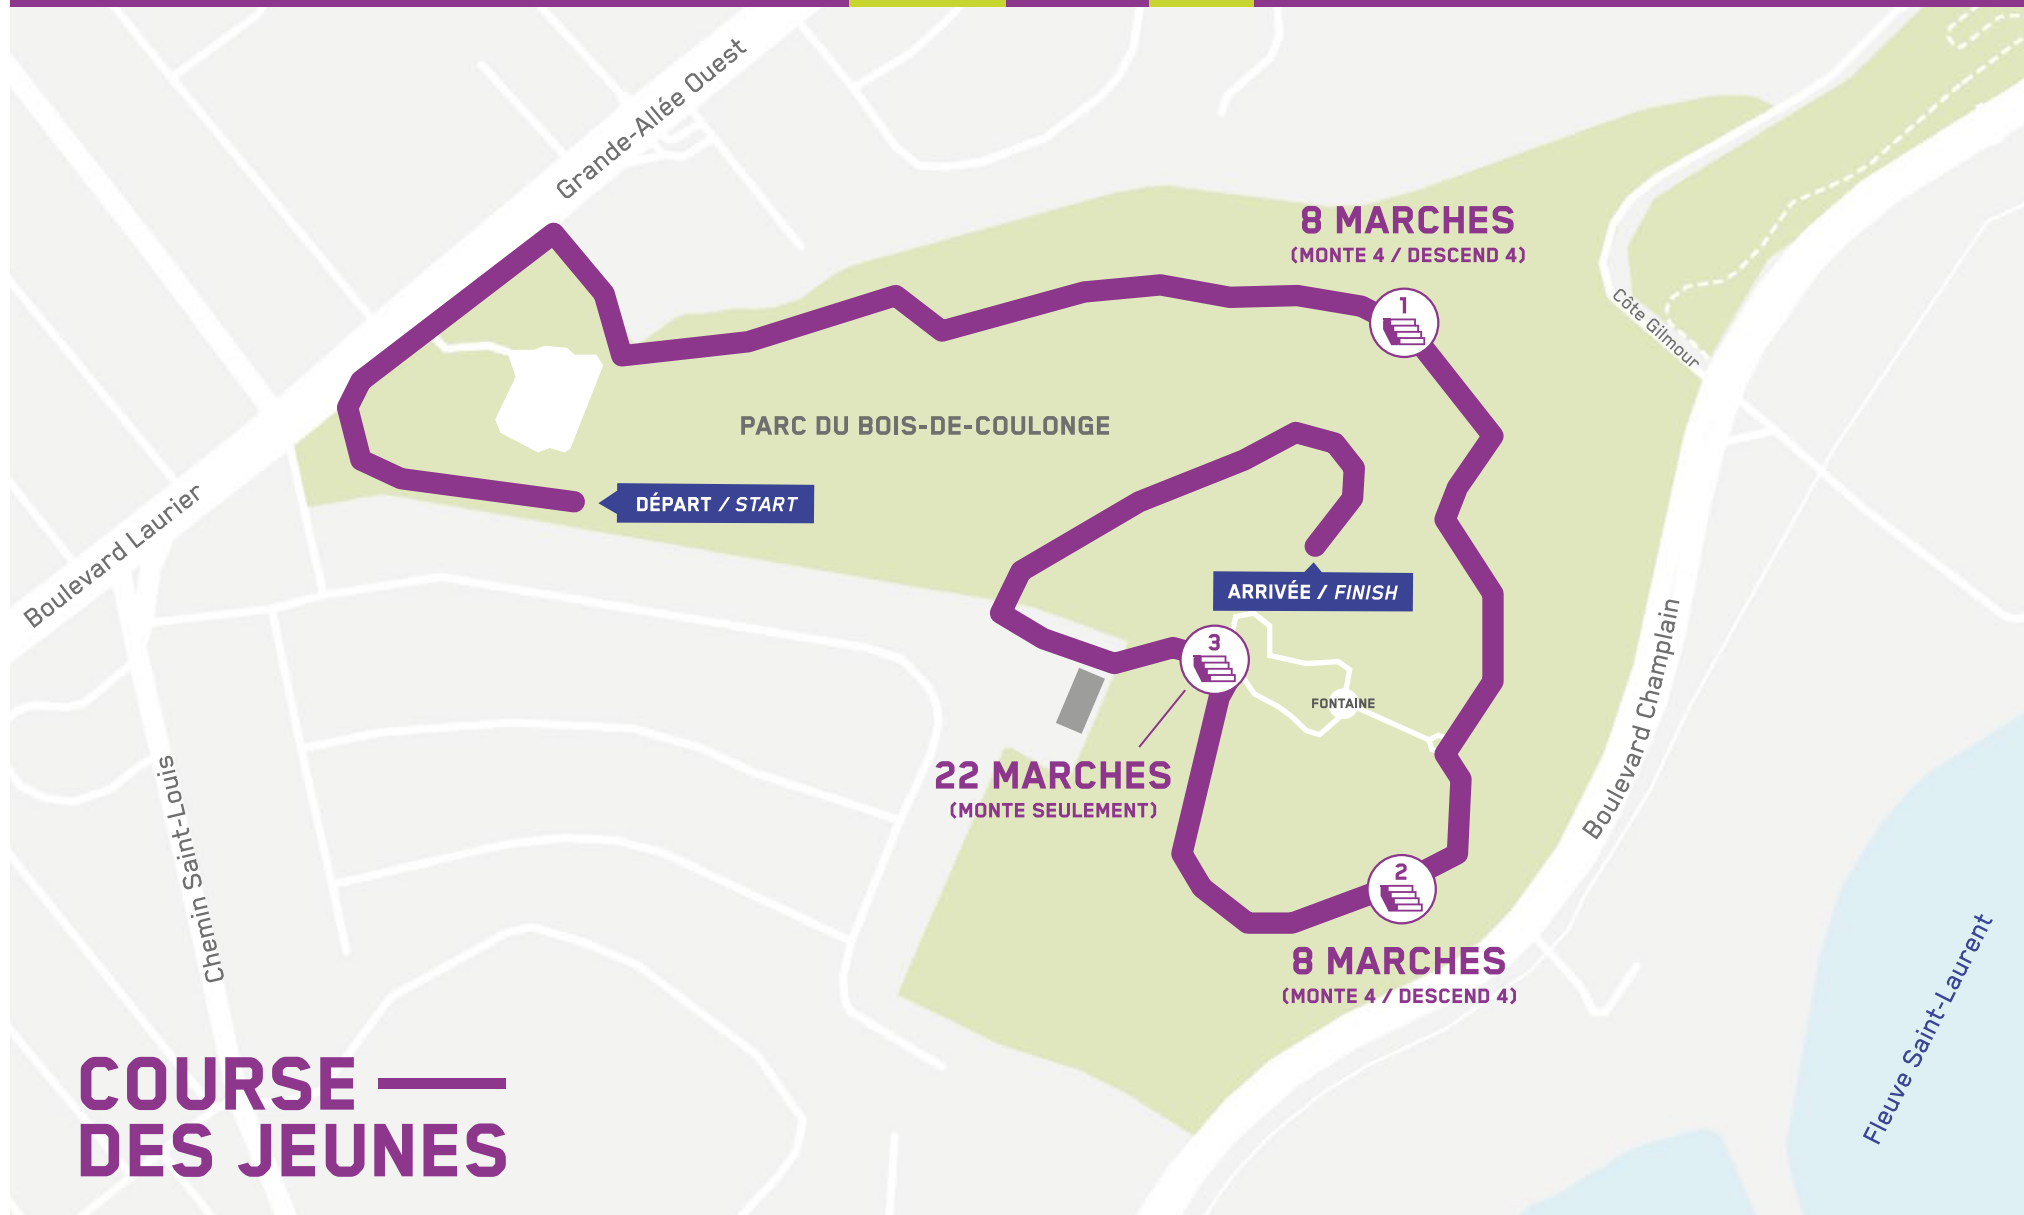 Grande-Allée Ouest
8 MARCHES
(MONTE 4 / DESCEND 4)
1
Côte Gilmour
PARC DU BOIS-DE-COULONGE
DÉPART / START
Boulevard Laurier
ARRIVÉE / FINISH
3
FONTAINE
Boulevard Champlain
22 MARCHES
(MONTE SEULEMENT)
Chemin Saint-Louis
2
8 MARCHES
(MONTE 4 / DESCEND 4)
Fleuve Saint-Laurent
COURSE
DES JEUNES